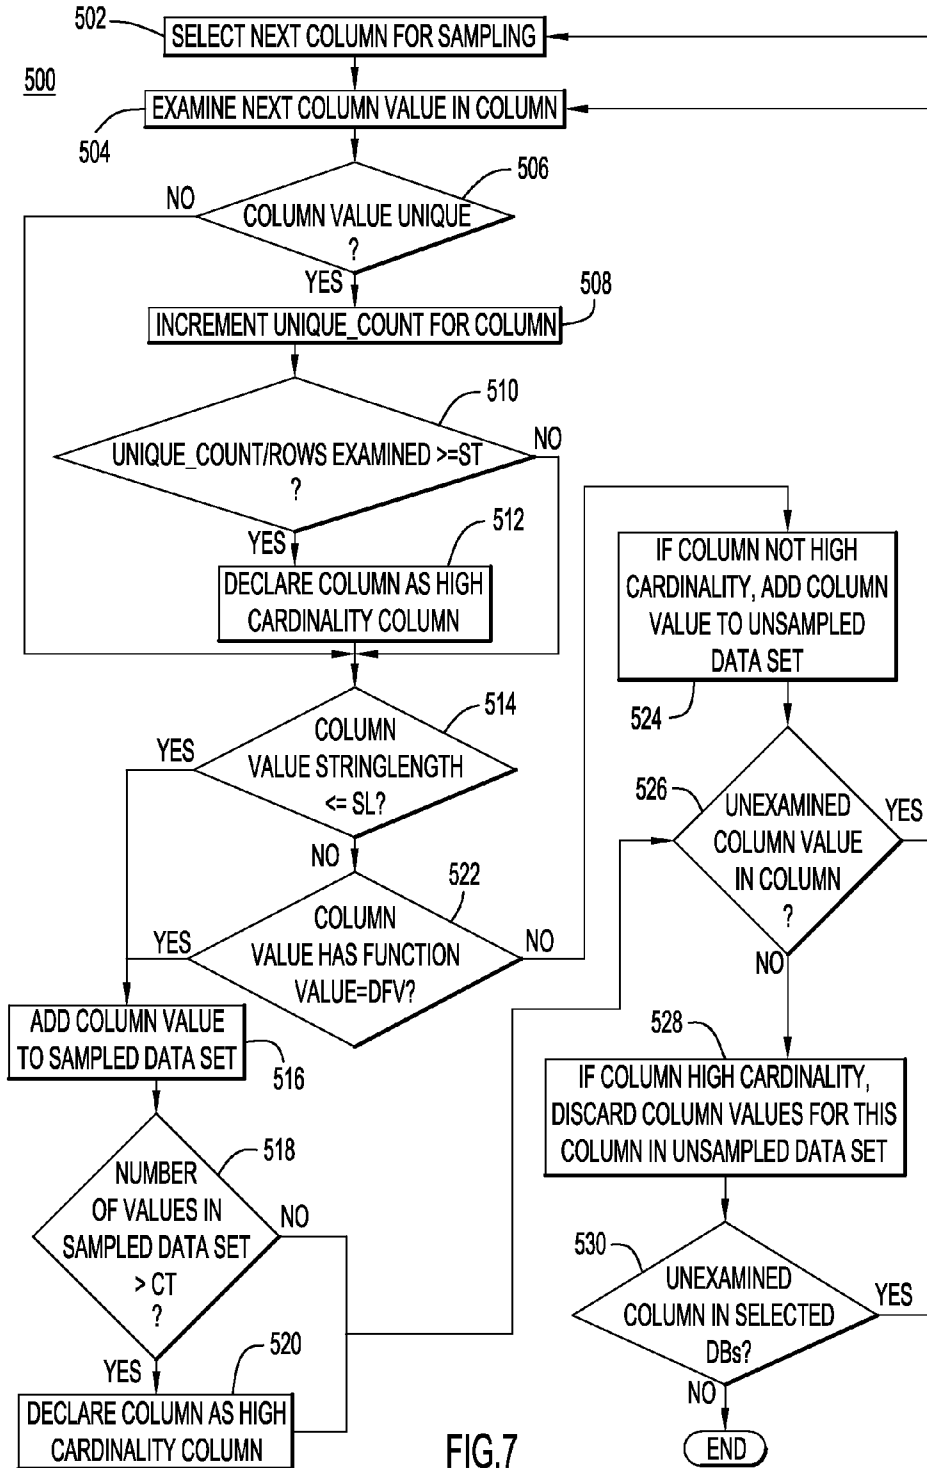 502
SELECT NEXT COLUMN FOR SAMPLING
500
EXAMINE NEXT COLUMN VALUE IN COLUMN
504
506
NO
COLUMN VALUE UNIQUE
?
YES
508
INCREMENT UNIQUE_COUNT FOR COLUMN
510
UNIQUE_COUNT/ROWS EXAMINED >=ST
?
NO
YES
512
DECLARE COLUMN AS HIGH
CARDINALITY COLUMN
514
COLUMN
VALUE STRINGLENGTH
<= SL?
YES
NO
522
COLUMN
VALUE HAS FUNCTION
VALUE=DFV?
YES
NO
ADD COLUMN VALUE
TO SAMPLED DATA SET
516
518
NUMBER
OF VALUES IN
SAMPLED DATA SET
> CT
?
NO
YES
520
DECLARE COLUMN AS HIGH
CARDINALITY COLUMN
IF COLUMN NOT HIGH
CARDINALITY, ADD COLUMN
VALUE TO UNSAMPLED
DATA SET
524
526
UNEXAMINED
COLUMN VALUE
IN COLUMN
?
YES
NO
528
IF COLUMN HIGH CARDINALITY,
DISCARD COLUMN VALUES FOR THIS
COLUMN IN UNSAMPLED DATA SET
530
UNEXAMINED
COLUMN IN SELECTED
DBs?
YES
NO
END
FIG.7